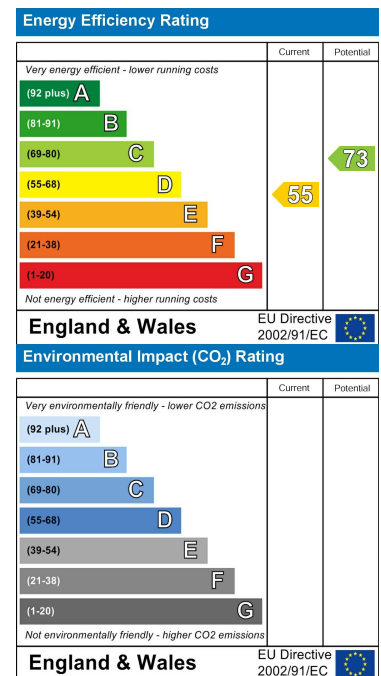 Energy Efficiency Rating
Current Potential
Very energy efficient - lower running costs
(92 plus) A
(81-91) B
(69-80) C
73
(55-68) D
55
(39-54) E
(21-38) F
(1-20) G
Not energy efficient - higher running costs
England & Wales
EU Directive
2002/91/EC
Environmental Impact (CO₂) Rating
Current Potential
Very environmentally friendly - lower CO2 emissions
(92 plus) A
(81-91) B
(69-80) C
(55-68) D
(39-54) E
(21-38) F
(1-20) G
Not environmentally friendly - higher CO2 emissions
England & Wales
EU Directive
2002/91/EC